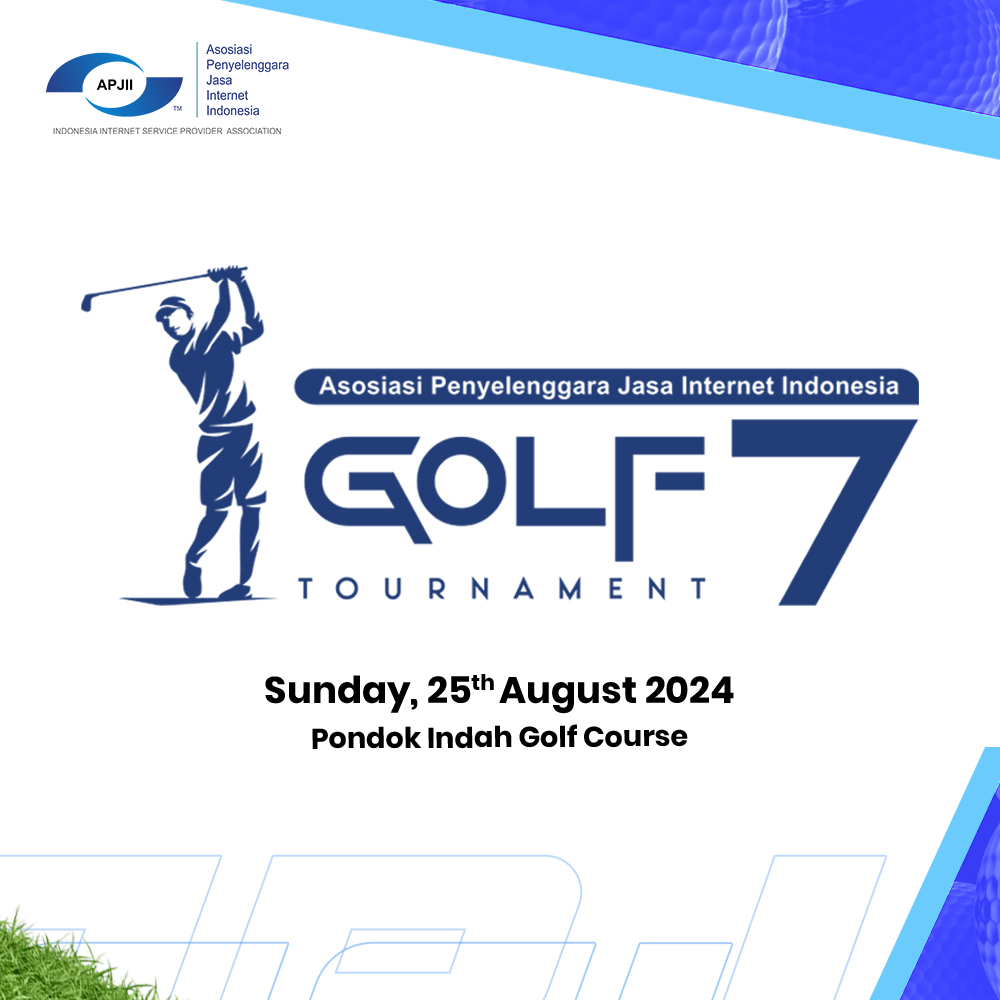 APJII
TM
Asosiasi
Penyelenggara
Jasa
Internet
Indonesia
INDONESIA INTERNET SERVICE PROVIDER ASSOCIATION
Asosiasi Penyelenggara Jasa Internet Indonesia
GOLF 7
TOURNAMENT
Sunday, 25th August 2024
Pondok Indah Golf Course